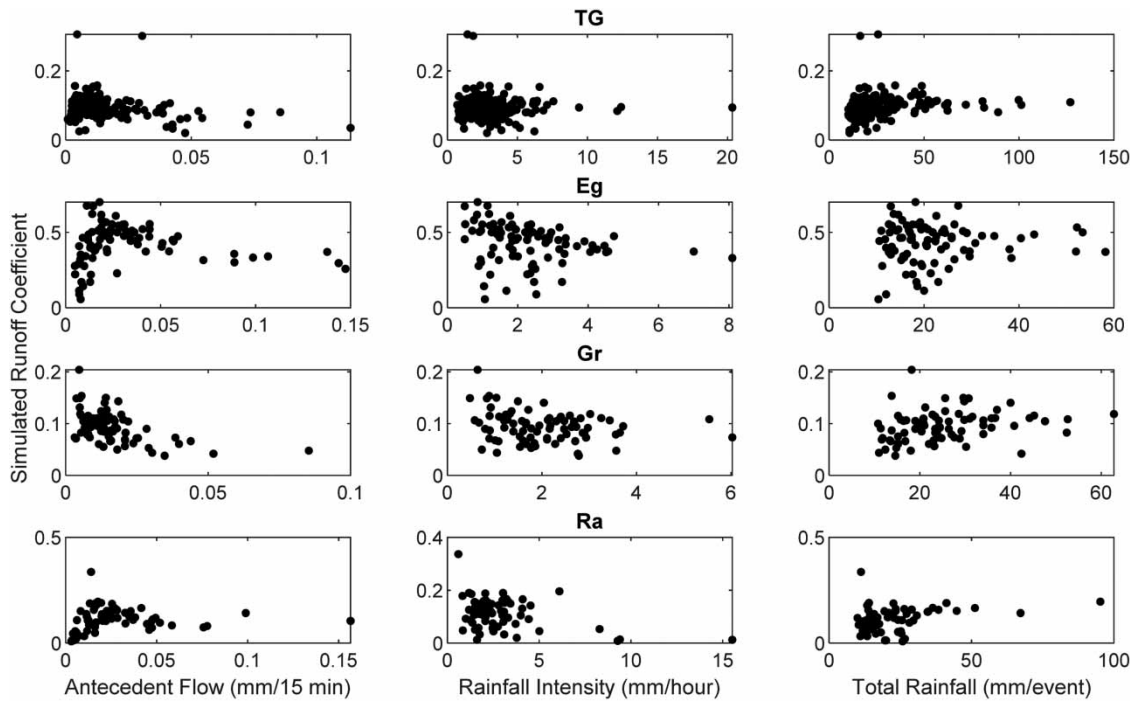 TG
0.2
0
0 0.05 0.1
0.2
0
0 5 10 15 20
0.2
0
0 50 100 150
Eg
0.5
0
0 0.05 0.1 0.15
0.5
0
0 2 4 6 8
0.5
0
0 20 40 60
Gr
0.2
0.1
0
0 0.05 0.1
0.2
0.1
0
0 2 4 6
0.2
0.1
0
0 20 40 60
Ra
0.5
0
0 0.05 0.1 0.15
0.4
0.2
0
0 5 10 15
0.5
0
0 50 100
Simulated Runoff Coefficient
Antecedent Flow (mm/15 min)
Rainfall Intensity (mm/hour)
Total Rainfall (mm/event)